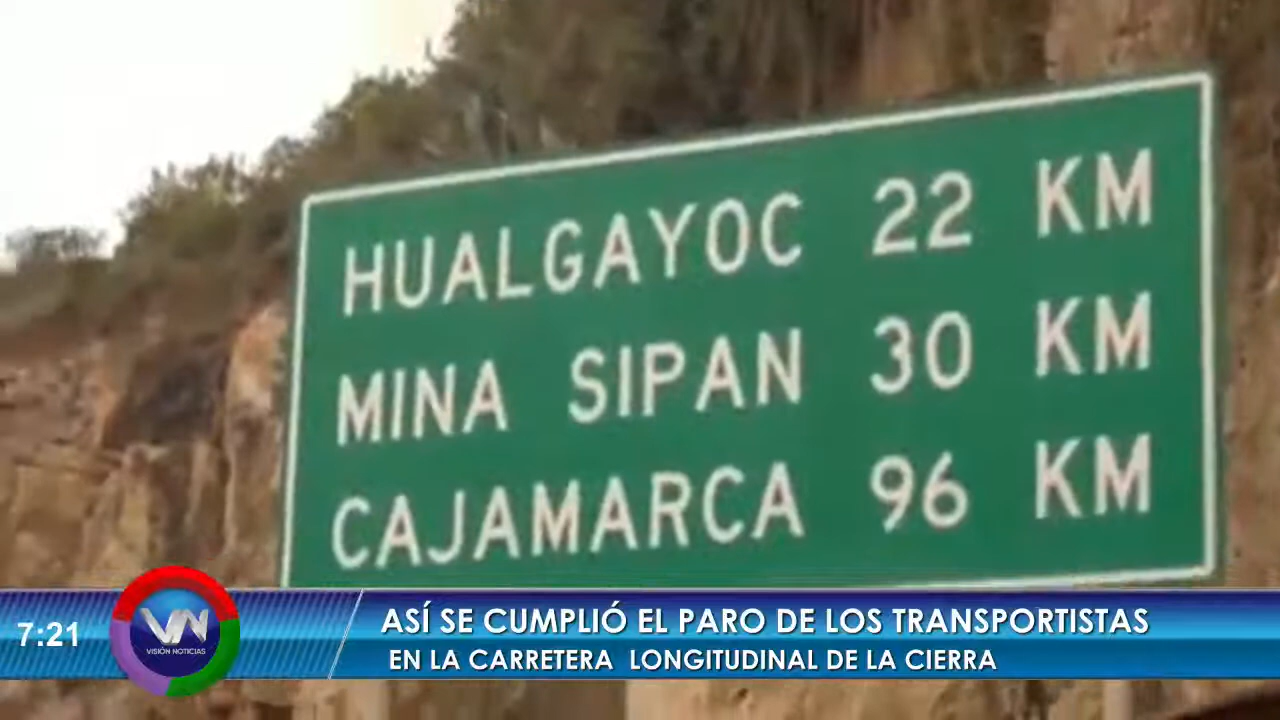 HUALGAYOC 22 KM
MINA SIPAN 30 KM
CAJAMARCA 96 KM
7:21
VN
VISIÓN NOTICIAS
ASÍ SE CUMPLIÓ EL PARO DE LOS TRANSPORTISTAS
EN LA CARRETERA LONGITUDINAL DE LA CIERRA